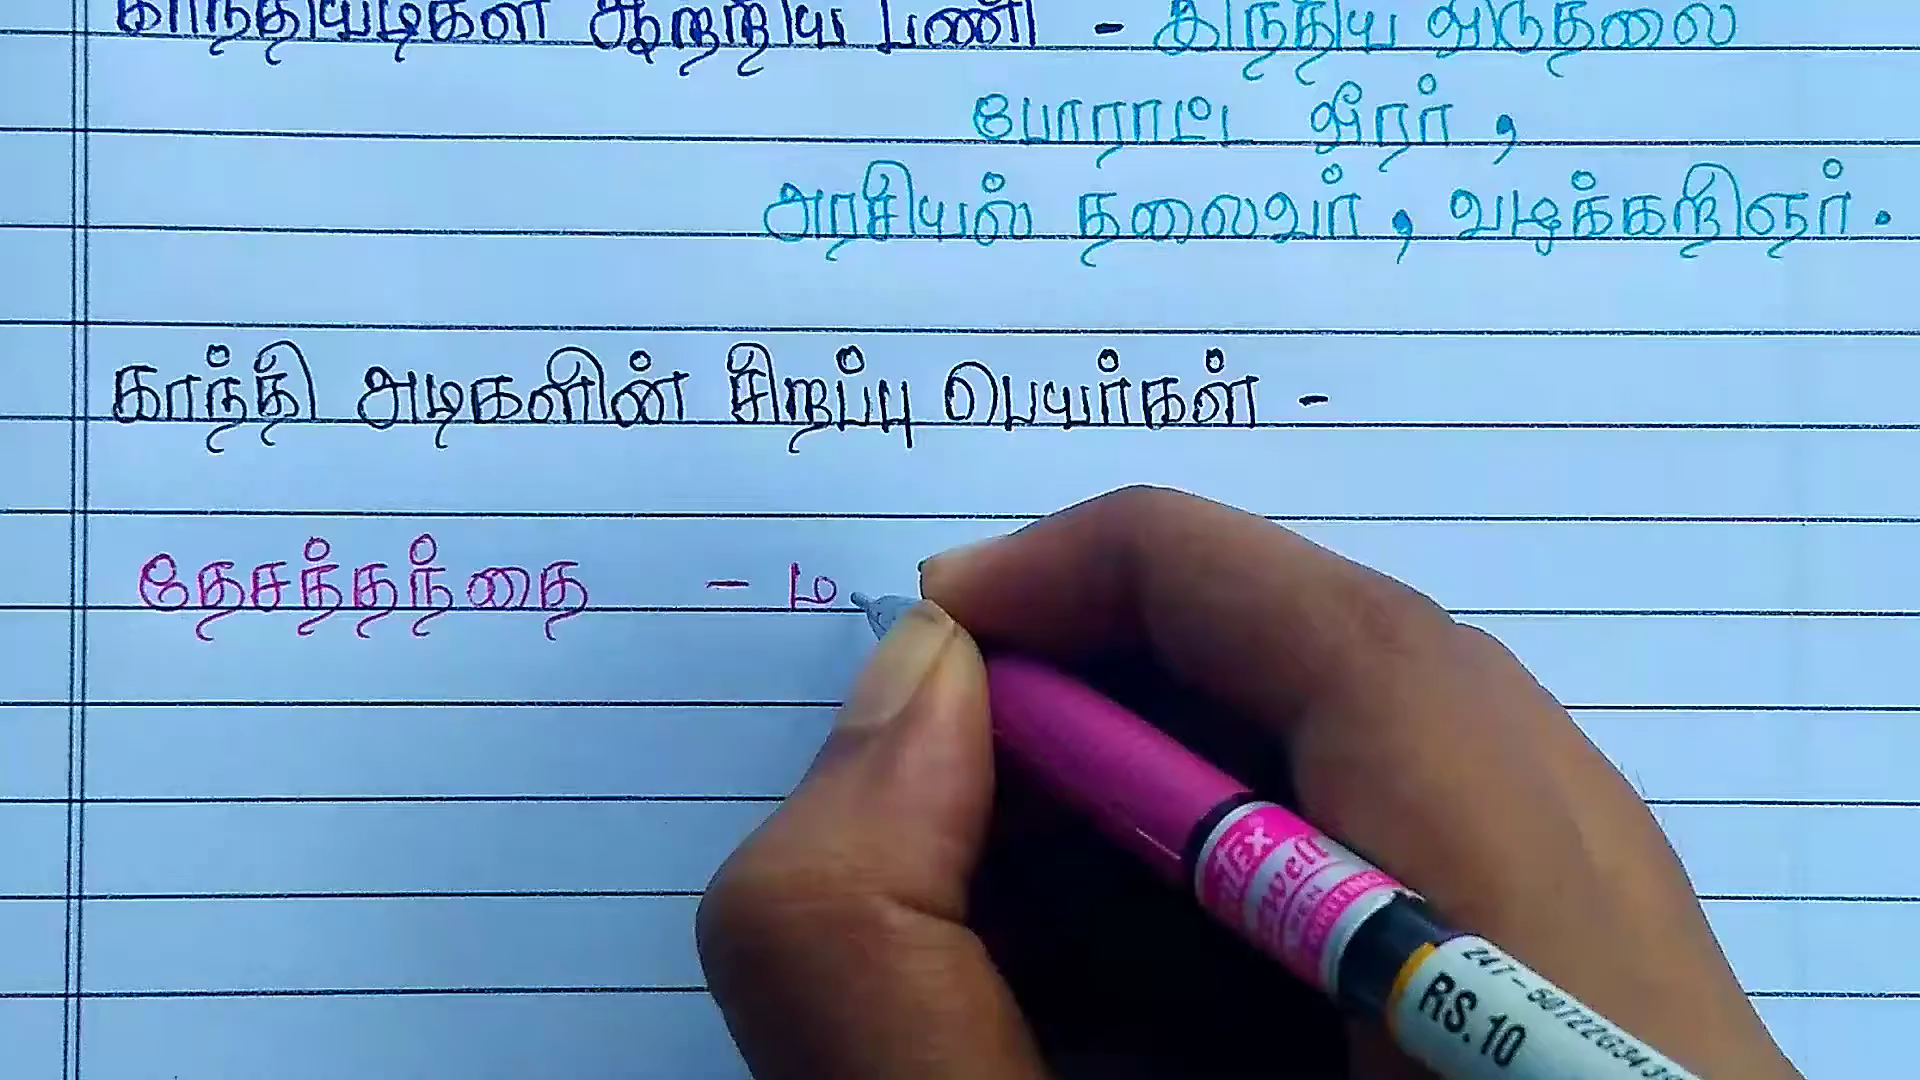 காந்தியடிகள் ஆற்றிய பணி - இந்திய விடுதலை
போராட்ட வீரர் ,
அரசியல் தலைவர் , வழக்கறிஞர் .
காந்தி அடிகளின் சிறப்பு பெயர்கள் -
தேசத்தந்தை - ம
RS.10